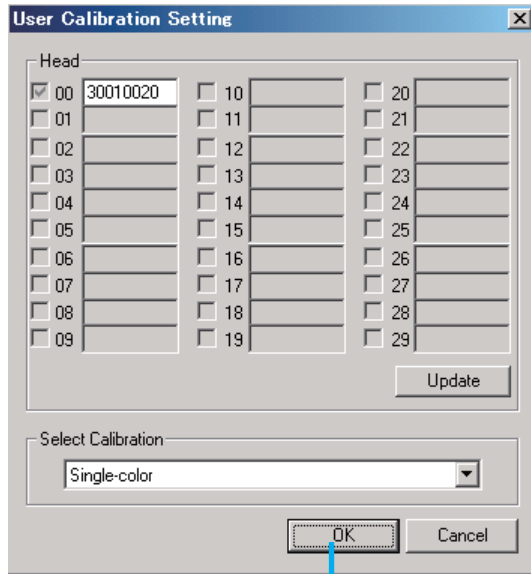 User Calibration Setting
Head
00 30010020 10 20
01 11 21
02 12 22
03 13 23
04 14 24
05 15 25
06 16 26
07 17 27
08 18 28
09 19 29
Update
Select Calibration
Single-color
OK Cancel